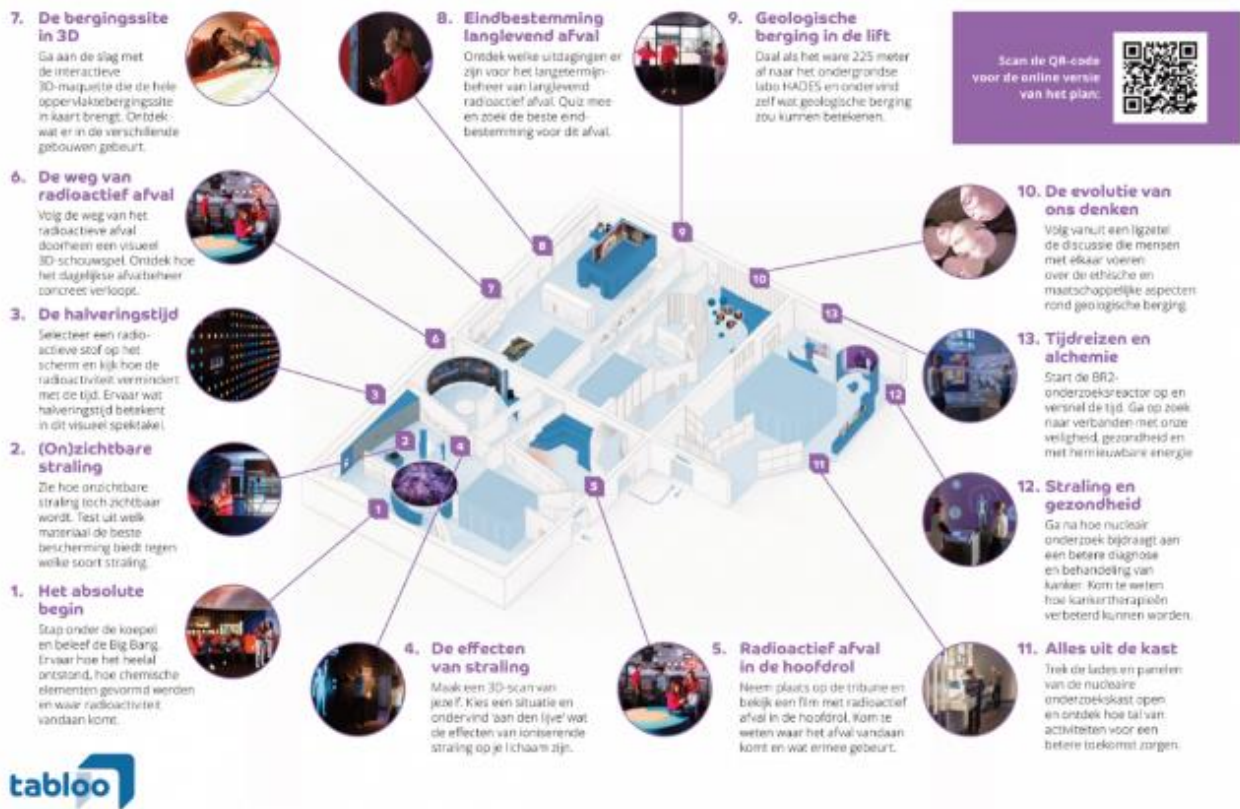 7. De bergingssite
in 3D
Ga aan de slag met
de interactieve
3D-maquette die de hele
oppervlaktebergingssite
in kaart brengt. Ontdek
wat er in de verschillende
gebouwen gebeurt.
8. Eindbestemming
langlevend afval
Ontdek welke uitdagingen er
zijn voor het langetermijn-
beheer van langlevend
radioactief afval. Quiz mee
en zoek de beste eind-
bestemming voor dit afval.
9. Geologische
berging in de lift
Daal als het ware 225 meter
af naar het ondergrondse
labo HADES en ondervind
zelf wat geologische berging
zou kunnen betekenen.
Scan de QR-code
voor de online versie
van het plan:
6. De weg van
radioactief afval
Volg de weg van het
radioactieve afval
doorheen een visueel
3D-schouwspel. Ontdek hoe
het dagelijkse afvalbeheer
concreet verloopt.
3. De halveringstijd
Selecteer een radio-
actieve stof op het
scherm en kijk hoe de
radioactiviteit vermindert
met de tijd. Ervaar wat
halveringstijd betekent
in dit visueel spektakel.
2. (On)zichtbare
straling
Zie hoe onzichtbare
straling toch zichtbaar
wordt. Test uit welk
materiaal de beste
bescherming biedt tegen
welke soort straling.
1. Het absolute
begin
Stap onder de koepel
en beleef de Big Bang.
Ervaar hoe het heelal
ontstond, hoe chemische
elementen gevormd werden
en waar radioactiviteit
vandaan komt.
8
9
7
10
13
6
3
12
2
4
11
5
1
10. De evolutie van
ons denken
Volg vanuit een ligzetel
de discussie die mensen
met elkaar voeren
over de ethische en
maatschappelijke aspecten
rond geologische berging.
13. Tijdreizen en
alchemie
Start de BR2-
onderzoeksreactor op en
versnel de tijd. Ga op zoek
naar verbanden met onze
veiligheid, gezondheid en
met hernieuwbare energie
12. Straling en
gezondheid
Ga na hoe nucleair
onderzoek bijdraagt aan
een betere diagnose
en behandeling van
kanker. Kom te weten
hoe kankertherapieën
verbeterd kunnen worden.
4. De effecten
van straling
Maak een 3D-scan van
jezelf. Kies een situatie en
ondervind 'aan den lijve' wat
de effecten van ioniserende
straling op je lichaam zijn.
5. Radioactief afval
in de hoofdrol
Neem plaats op de tribune en
bekijk een film met radioactief
afval in de hoofdrol. Kom te
weten waar het afval vandaan
komt en wat ermee gebeurt.
11. Alles uit de kast
Trek de lades en panelen
van de nucleaire
onderzoekskast open
en ontdek hoe tal van
activiteiten voor een
betere toekomst zorgen.
tabloo